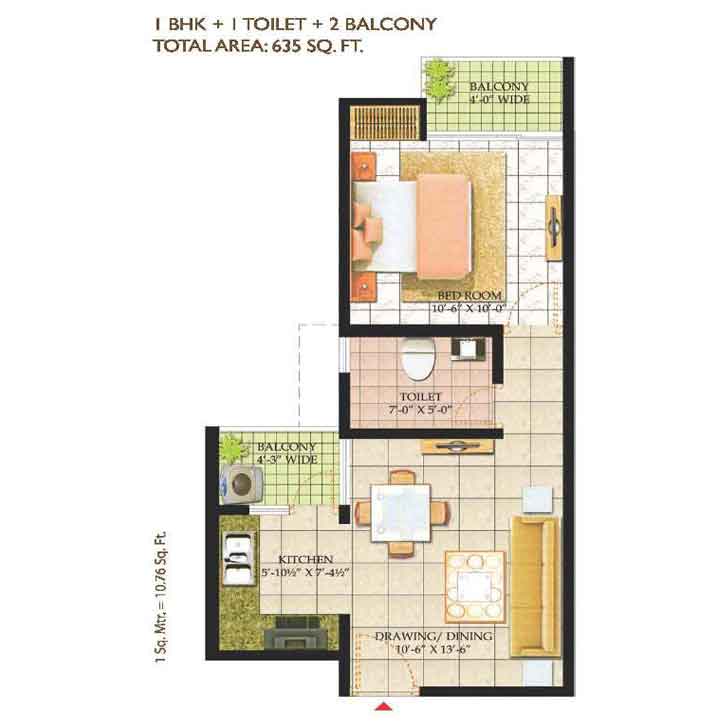 1 BHK + 1 TOILET + 2 BALCONY
TOTAL AREA: 635 SQ. FT.
BALCONY
4'-0" WIDE
BED ROOM
10'-6" X 10'-0"
TOILET
7'-0" X 5'-0"
BALCONY
4'-3" WIDE
KITCHEN
5'-10½" X 7'-4½"
DRAWING/ DINING
10'-6" X 13'-6"
1 Sq. Mtr. = 10.76 Sq. Ft.